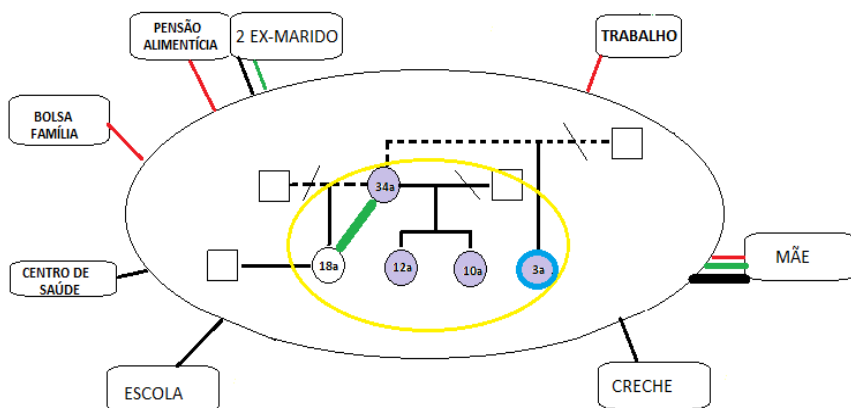 PENSÃO
ALIMENTÍCIA
2 EX-MARIDO
TRABALHO
BOLSA
FAMÍLIA
34a
18a
12a
10a
3a
CENTRO DE
SAÚDE
MÃE
ESCOLA
CRECHE